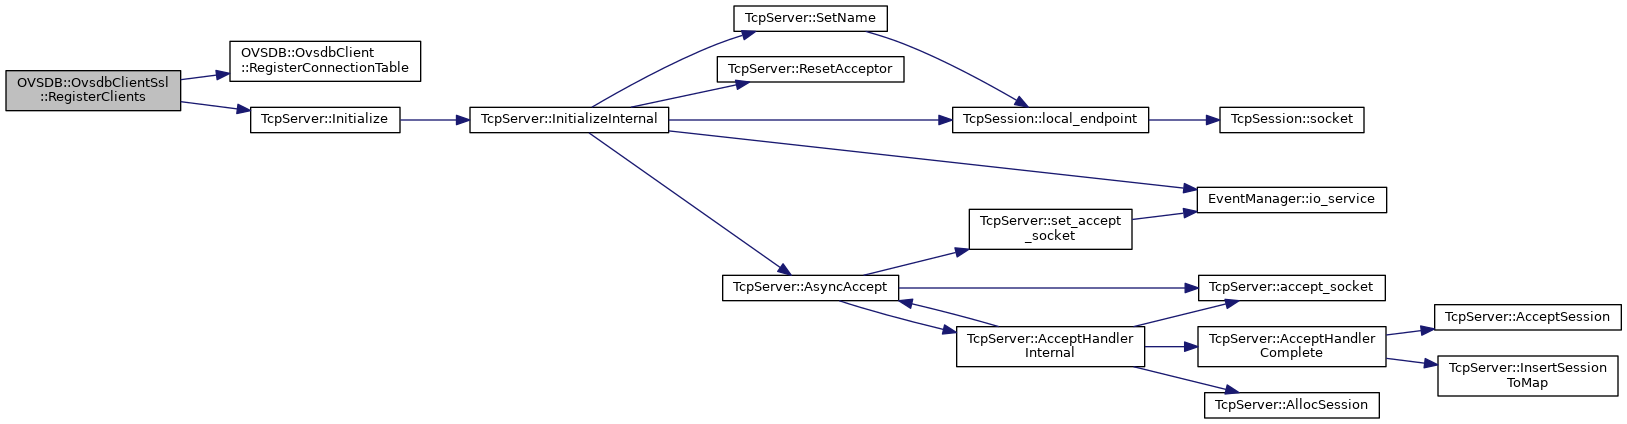 OVSDB::OvsdbClientSsl
::RegisterClients
OVSDB::OvsdbClient
::RegisterConnectionTable
TcpServer::Initialize
TcpServer::InitializeInternal
TcpServer::SetName
TcpServer::ResetAcceptor
TcpSession::local_endpoint
TcpSession::socket
EventManager::io_service
TcpServer::set_accept
_socket
TcpServer::AsyncAccept
TcpServer::accept_socket
TcpServer::AcceptHandler
Internal
TcpServer::AcceptHandler
Complete
TcpServer::AcceptSession
TcpServer::InsertSession
ToMap
TcpServer::AllocSession